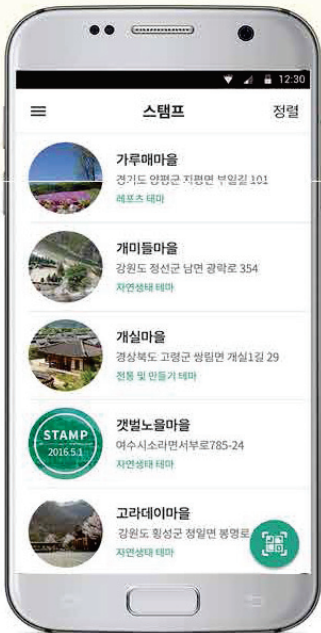 12:30
스탬프
정렬
가루매마을
경기도 양평군 지평면 부일길 101
레포츠 테마
개미들마을
강원도 정선군 남면 광락로 354
자연생태 테마
개실마을
경상북도 고령군 쌍림면 개실1길 29
전통 및 만들기 테마
STAMP
2016.5.1
갯벌노을마을
여수시소라면서부로785-24
자연생태 테마
고라데이마을
강원도 횡성군 청일면 봉명로
자연생태 테마